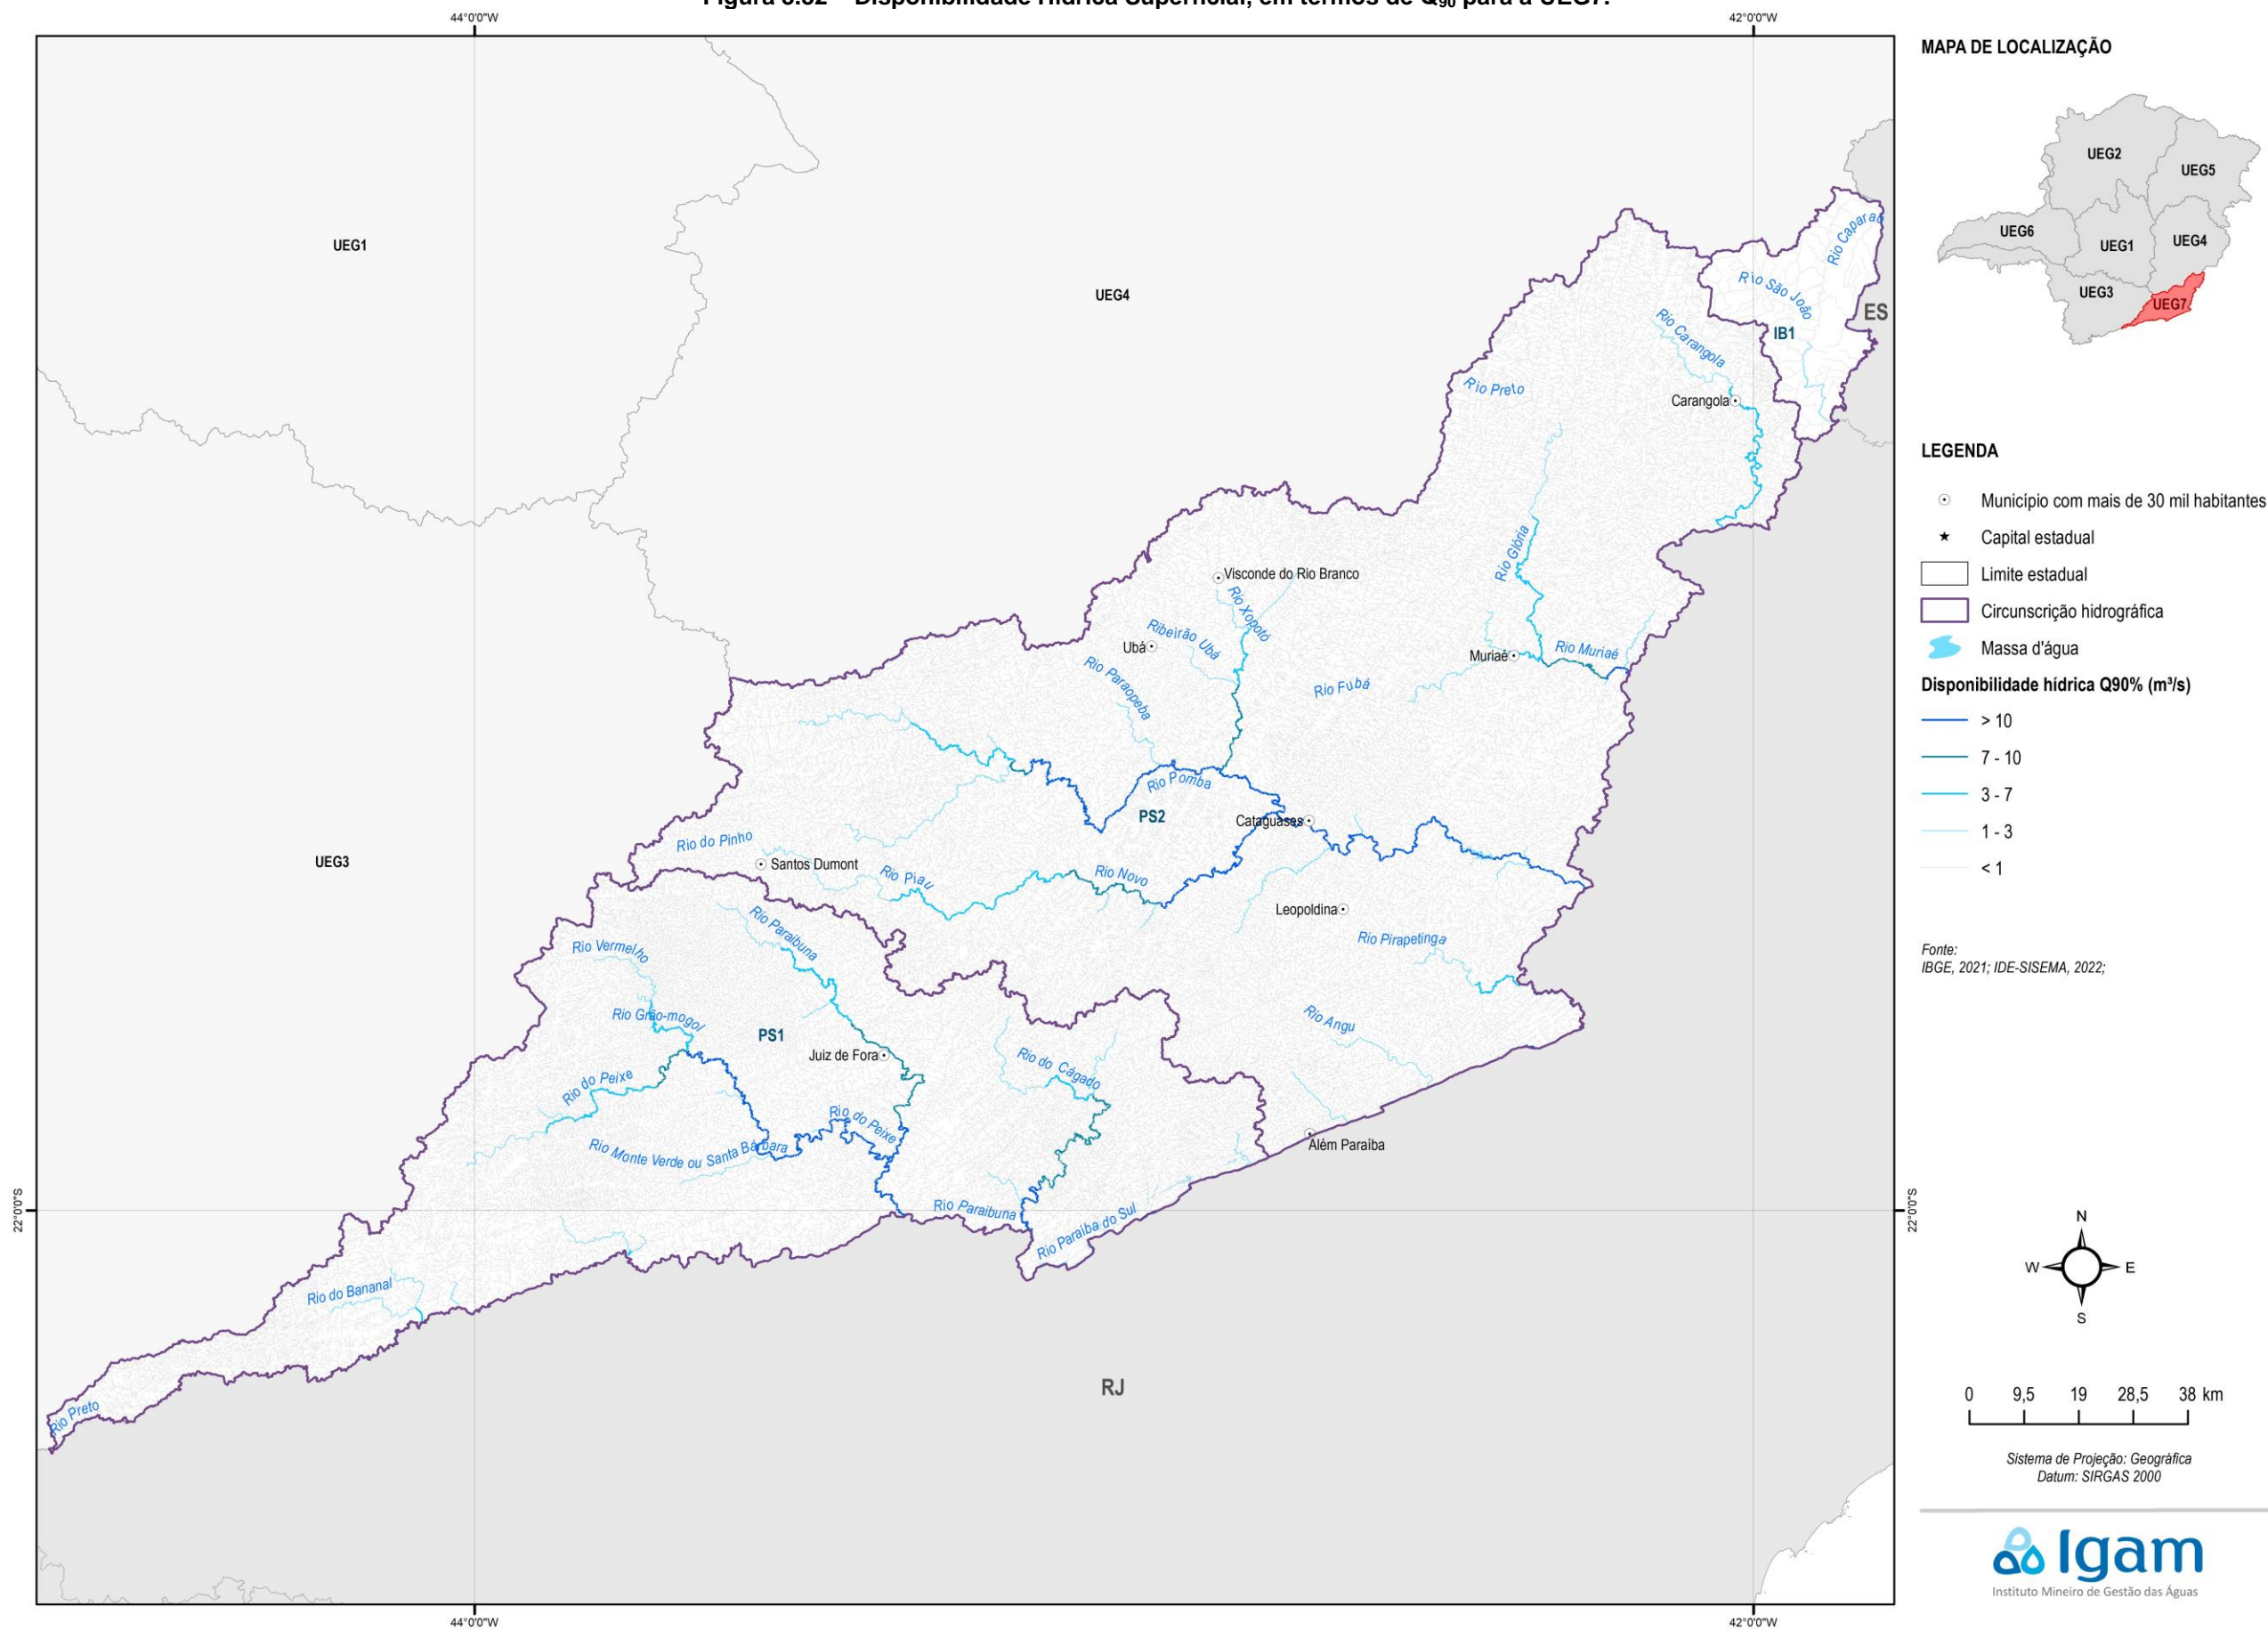 Figura 3.32 – Disponibilidade Hídrica Superficial, em termos de Q90 para a UEG7.
44°0'0"W
42°0'0"W
MAPA DE LOCALIZAÇÃO
UEG2
UEG5
UEG6
UEG1
UEG4
UEG3
UEG7
UEG1
UEG4
UEG3
Rio Caparaó
Rio São João
IB1
ES
Rio Carangola
Carangola
Rio Preto
Rio Glória
Visconde do Rio Branco
Rio Xopotó
Ribeirão Ubá
Ubá
Rio Paraopeba
Muriaé
Rio Muriaé
Rio Fubá
Rio Pomba
PS2
Cataguases
Rio do Pinho
Santos Dumont
Rio Piau
Rio Novo
Leopoldina
Rio Pirapetinga
Rio Paraibuna
Rio Vermelho
Rio Grão-mogol
PS1
Juiz de Fora
Rio Angu
Rio do Cágado
Rio do Peixe
Rio do Peixe
Rio Monte Verde ou Santa Bárbara
Além Paraíba
Rio Paraibuna
Rio Paraíba do Sul
Rio do Bananal
Rio Preto
RJ
22°0'0"S
22°0'0"S
44°0'0"W
42°0'0"W
LEGENDA
Município com mais de 30 mil habitantes
Capital estadual
Limite estadual
Circunscrição hidrográfica
Massa d'água
Disponibilidade hídrica Q90% (m³/s)
> 10
7 - 10
3 - 7
1 - 3
< 1
Fonte:
IBGE, 2021; IDE-SISEMA, 2022;
N
W E
S
0 9,5 19 28,5 38 km
Sistema de Projeção: Geográfica
Datum: SIRGAS 2000
Igam
Instituto Mineiro de Gestão das Águas